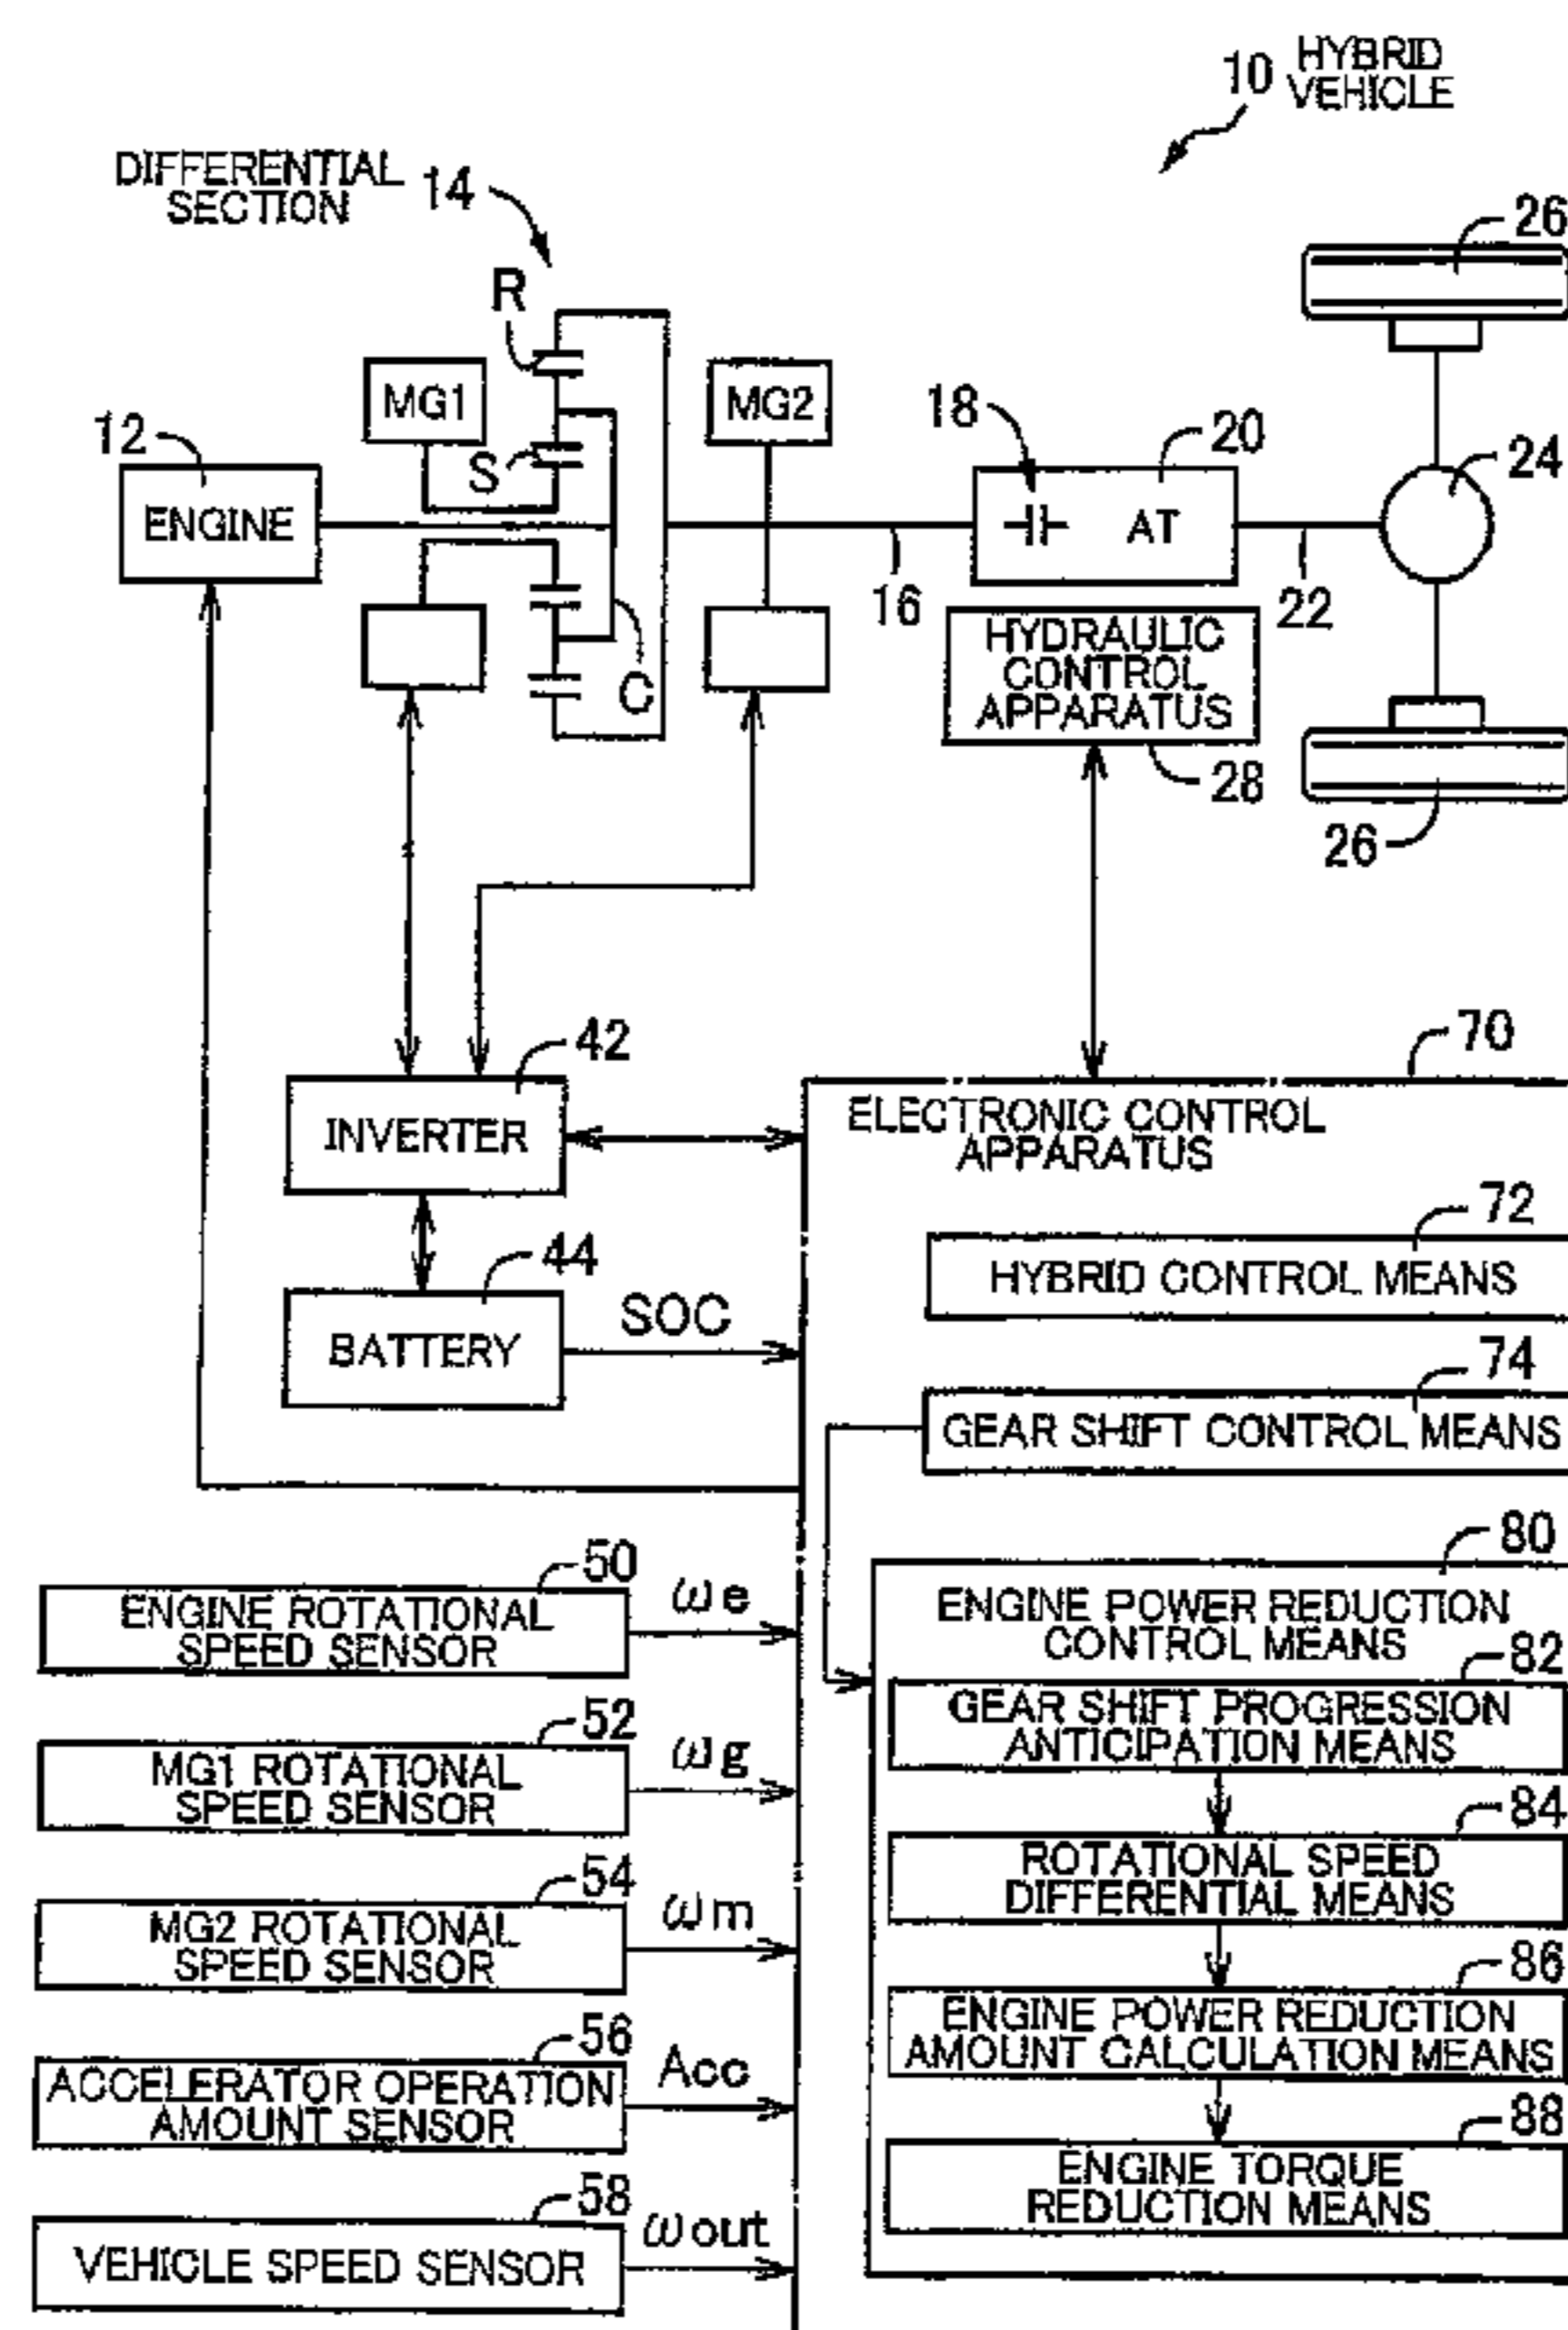 10 HYBRID
VEHICLE
DIFFERENTIAL
SECTION 14
26
R
MG1
MG2
12
S
18
20
24
ENGINE
AT
16
22
C
HYDRAULIC
CONTROL
APPARATUS
28
26
42
70
INVERTER
ELECTRONIC CONTROL
APPARATUS
72
HYBRID CONTROL MEANS
44
BATTERY
SOC
74
GEAR SHIFT CONTROL MEANS
50
ENGINE ROTATIONAL
SPEED SENSOR
ωe
52
MG1 ROTATIONAL
SPEED SENSOR
ωg
54
MG2 ROTATIONAL
SPEED SENSOR
ωm
56
ACCELERATOR OPERATION
AMOUNT SENSOR
Acc
58
VEHICLE SPEED SENSOR
ωout
80
ENGINE POWER REDUCTION
CONTROL MEANS
82
GEAR SHIFT PROGRESSION
ANTICIPATION MEANS
84
ROTATIONAL SPEED
DIFFERENTIAL MEANS
86
ENGINE POWER REDUCTION
AMOUNT CALCULATION MEANS
88
ENGINE TORQUE
REDUCTION MEANS